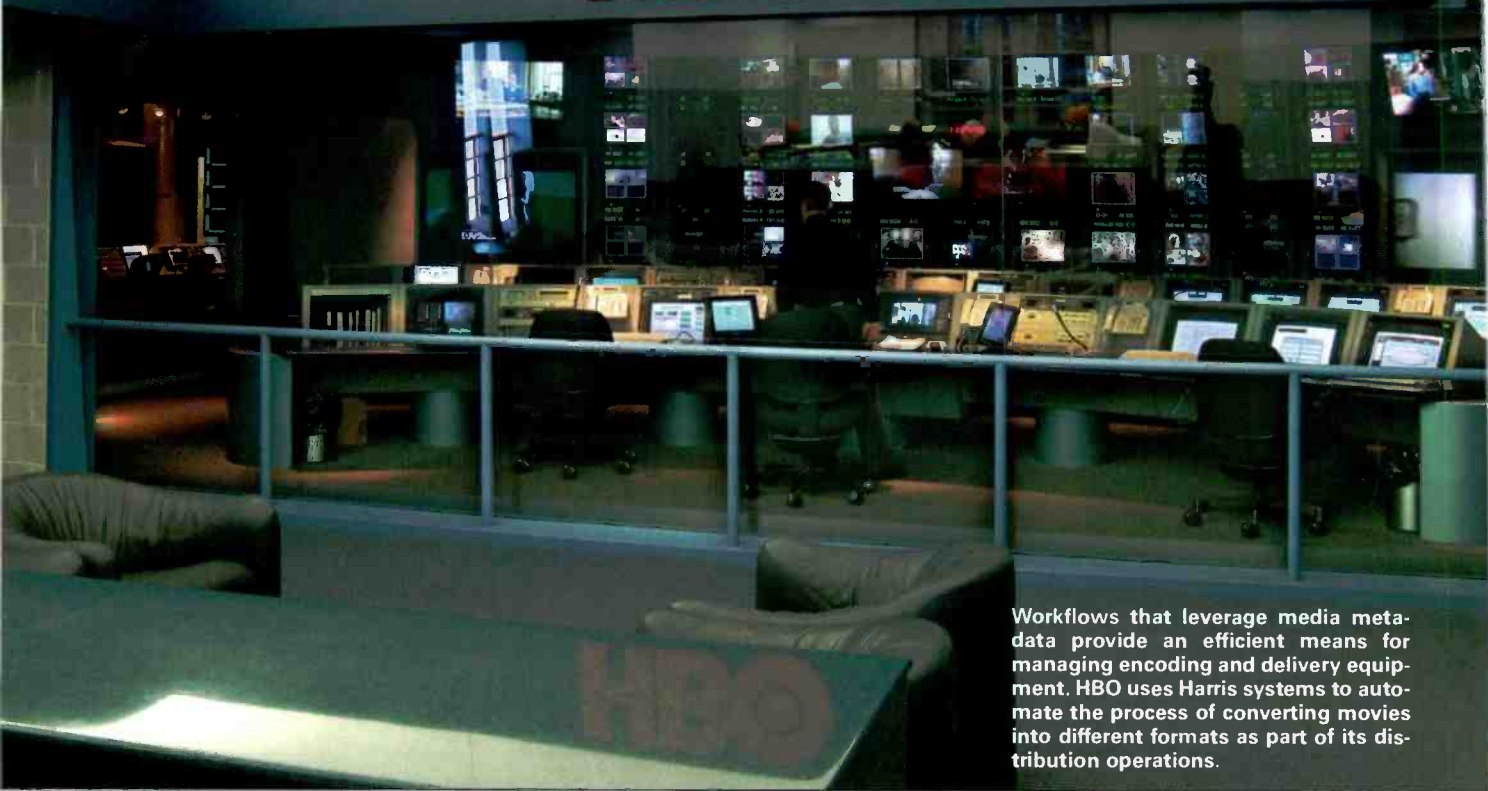 HBO
Workflows that leverage media meta-
data provide an efficient means for
managing encoding and delivery equip-
ment. HBO uses Harris systems to auto-
mate the process of converting movies
into different formats as part of its dis-
tribution operations.